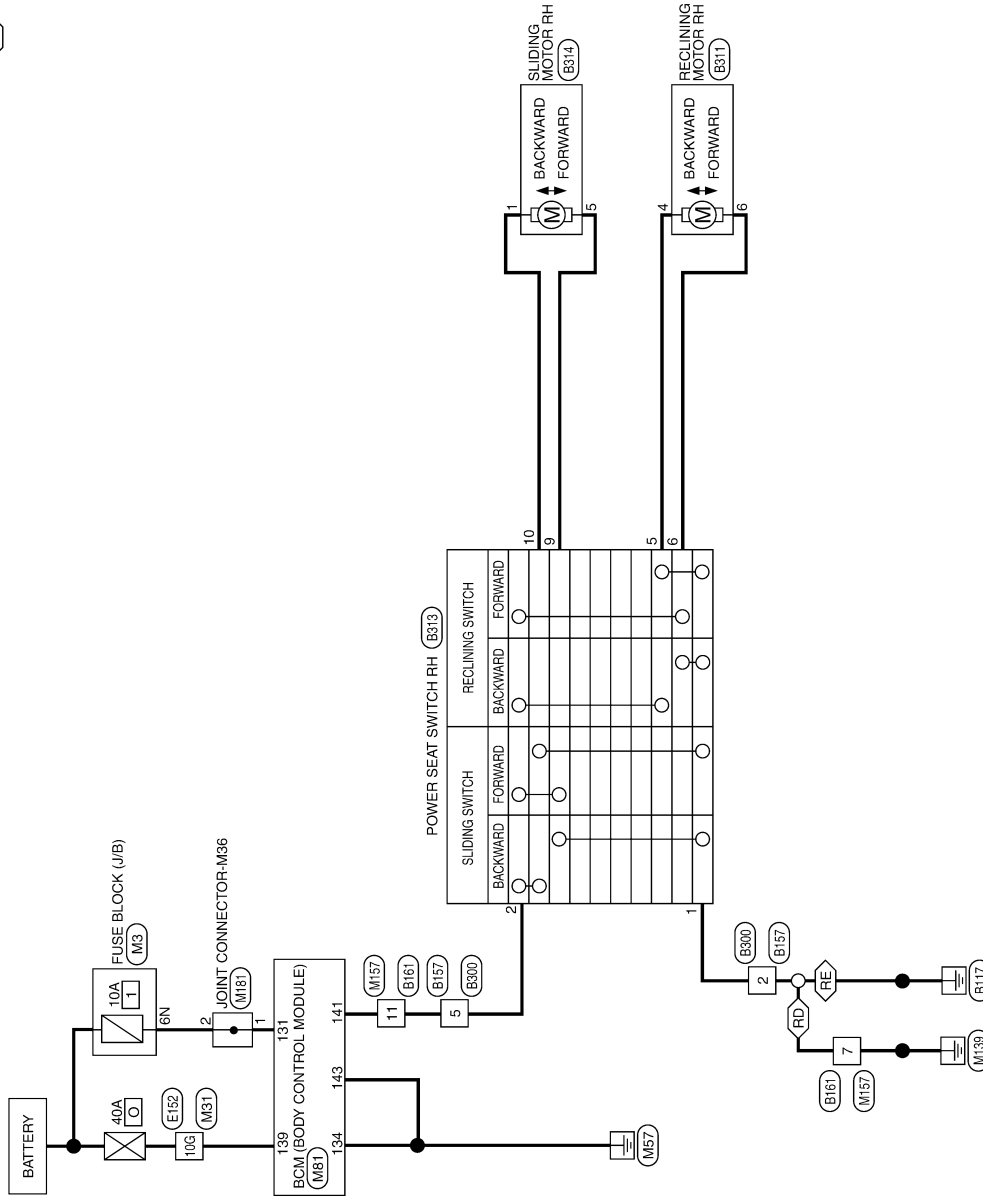 BATTERY
40A
O
10G
E152
M31
FUSE BLOCK (J/B)
M3
10A
1
6N
JOINT CONNECTOR-M36
M181
2
1
139
131
BCM (BODY CONTROL MODULE)
M81
134
143
141
M57
11
M157
B161
5
B157
B300
POWER SEAT SWITCH RH
B313
SLIDING SWITCH
RECLINING SWITCH
BACKWARD
FORWARD
BACKWARD
FORWARD
2
1
10
9
5
6
2
B300
B157
RD
RE
7
B161
M157
M139
B117
SLIDING
MOTOR RH
B314
BACKWARD
FORWARD
M
1
5
RECLINING
MOTOR RH
B311
BACKWARD
FORWARD
M
4
6